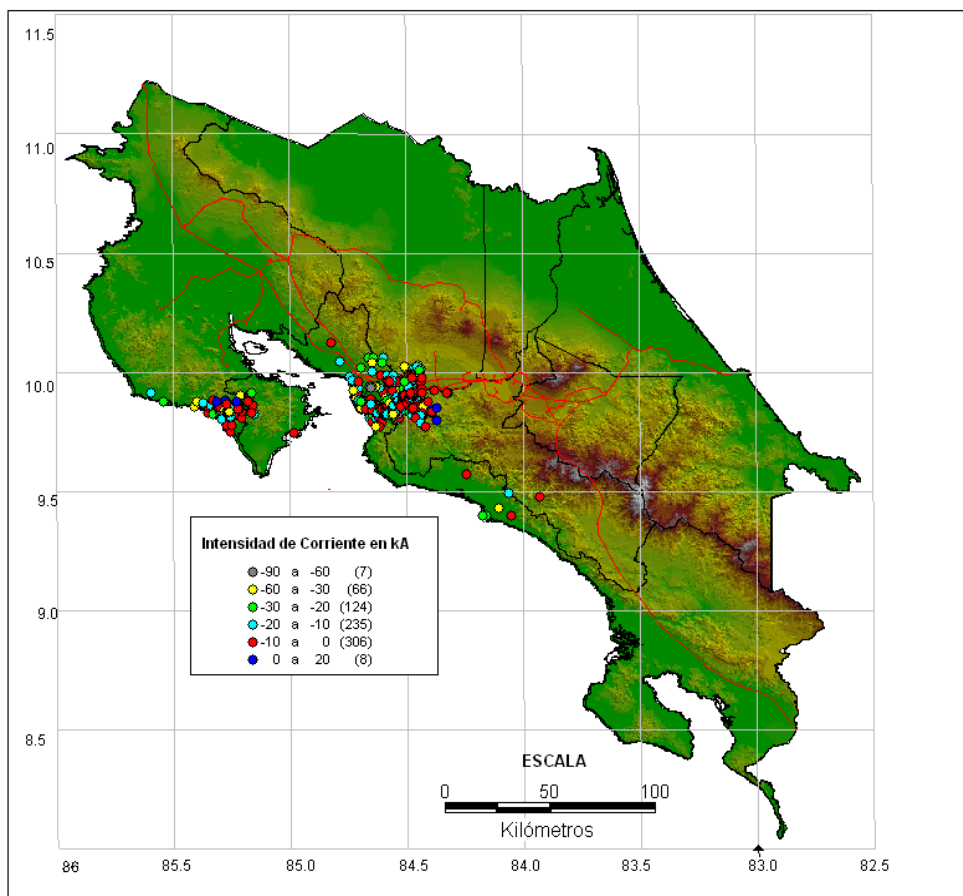 11.5
11.0
10.5
10.0
9.5
9.0
8.5
Intensidad de Corriente en kA
-90 a -60 (7)
-60 a -30 (66)
-30 a -20 (124)
-20 a -10 (235)
-10 a 0 (306)
0 a 20 (8)
ESCALA
0 50 100
Kilómetros
86 85.5 85.0 84.5 84.0 83.5 83.0 82.5